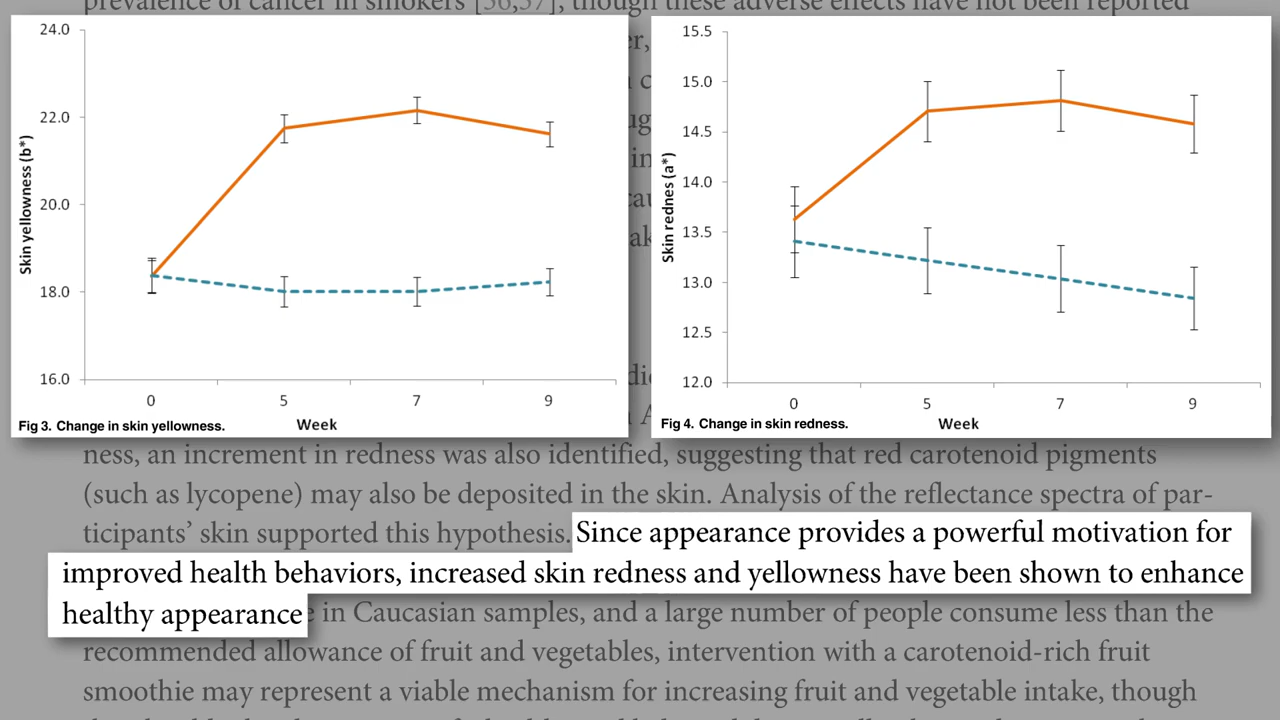 prevalence of cancer in smokers [56,57], though these adverse effects have not been reported
24.0
22.0
20.0
18.0
16.0
Skin yellowness (b*)
0
5
7
9
Fig 3. Change in skin yellowness.
Week
15.5
15.0
14.5
14.0
13.5
13.0
12.5
12.0
Skin rednes (a*)
0
5
7
9
Fig 4. Change in skin redness.
Week
ness, an increment in redness was also identified, suggesting that red carotenoid pigments
(such as lycopene) may also be deposited in the skin. Analysis of the reflectance spectra of par-
ticipants’ skin supported this hypothesis. Since appearance provides a powerful motivation for
improved health behaviors, increased skin redness and yellowness have been shown to enhance
healthy appearance in Caucasian samples, and a large number of people consume less than the
recommended allowance of fruit and vegetables, intervention with a carotenoid-rich fruit
smoothie may represent a viable mechanism for increasing fruit and vegetable intake, though